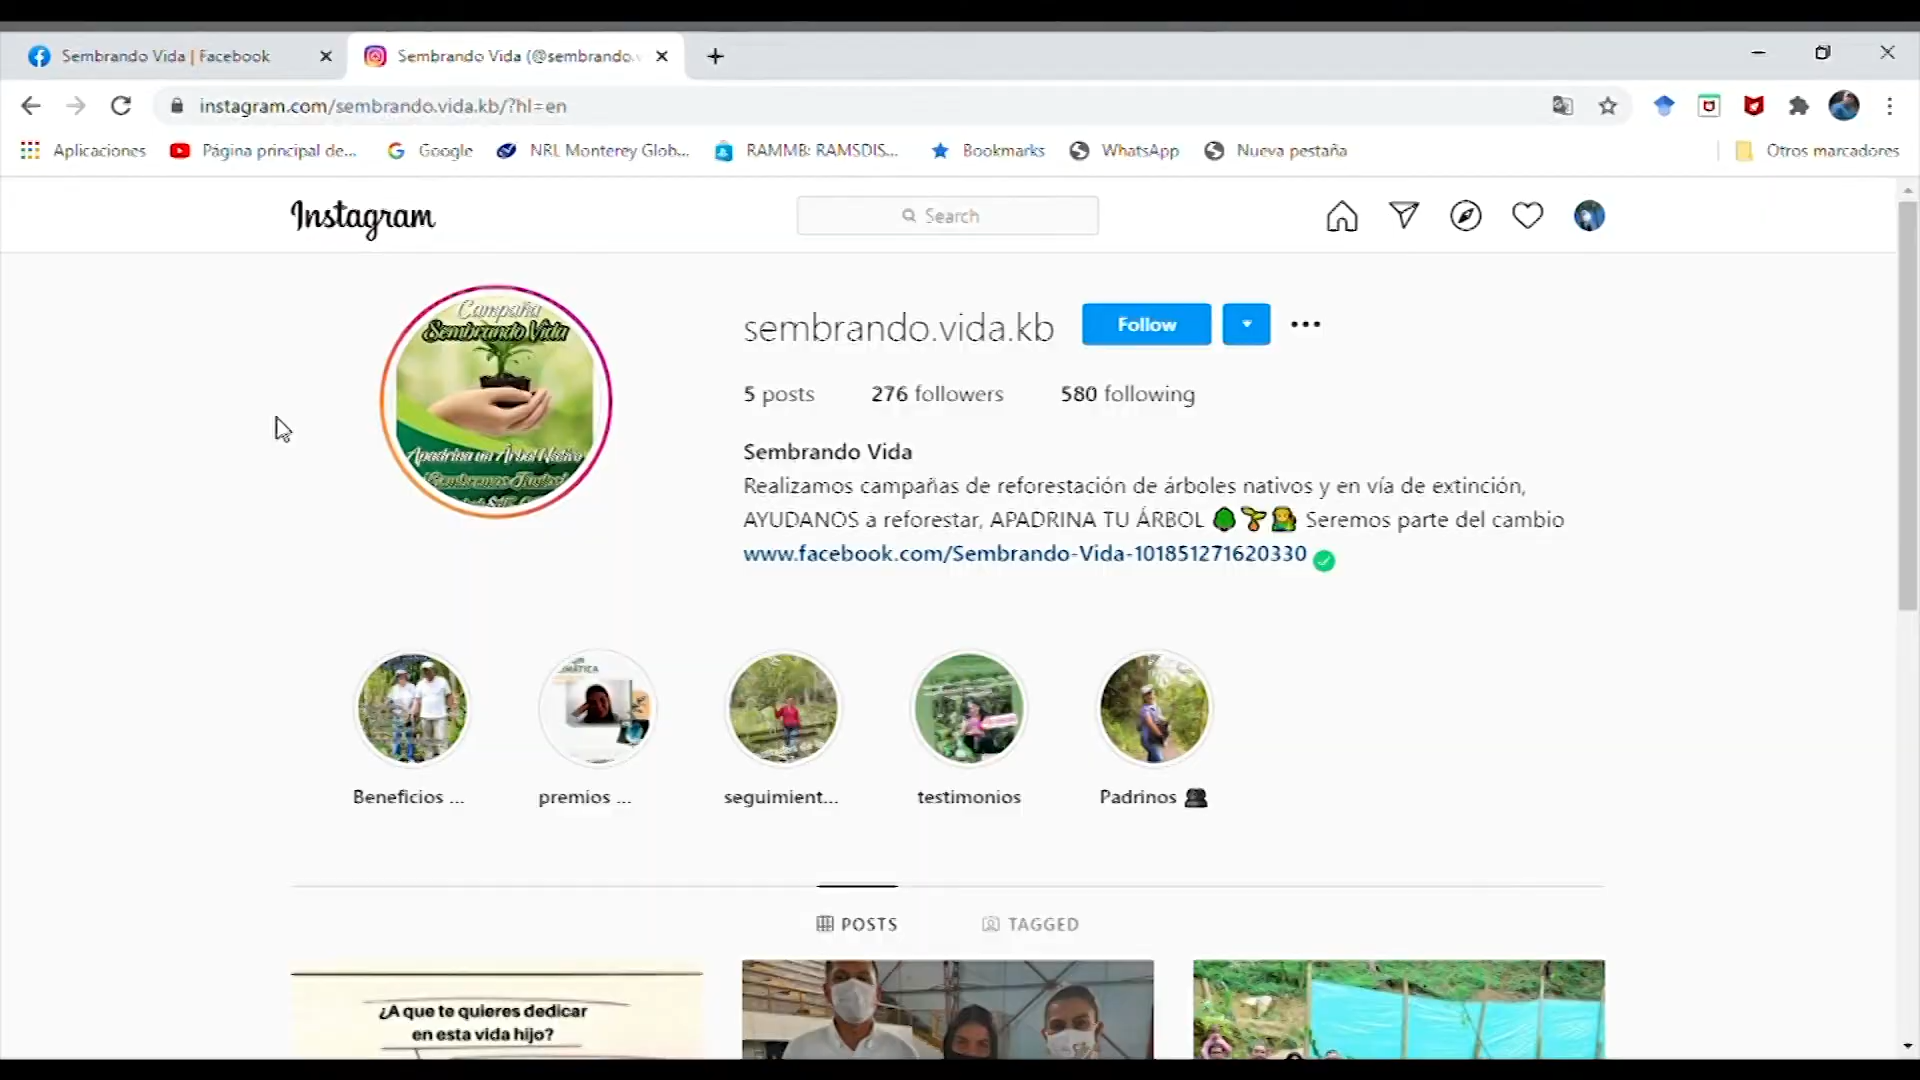 Sembrando Vida | Facebook
Sembrando Vida (@sembrando.v
instagram.com/sembrando.vida.kb/?hl=en
Aplicaciones
Página principal de...
Google
NRL Monterey Glob...
RAMMB: RAMSDIS...
Bookmarks
WhatsApp
Nueva pestaña
Otros marcadores
Instagram
Search
Campaña
Sembrando Vida
Apadrina un Árbol Nativo
sembrando.vida.kb
Follow
5 posts
276 followers
580 following
Sembrando Vida
Realizamos campañas de reforestación de árboles nativos y en vía de extinción,
AYUDANOS a reforestar, APADRINA TU ÁRBOL Seremos parte del cambio
www.facebook.com/Sembrando-Vida-101851271620330
Beneficios ...
premios ...
seguimient...
testimonios
Padrinos
POSTS
TAGGED
¿A que te quieres dedicar
en esta vida hijo?